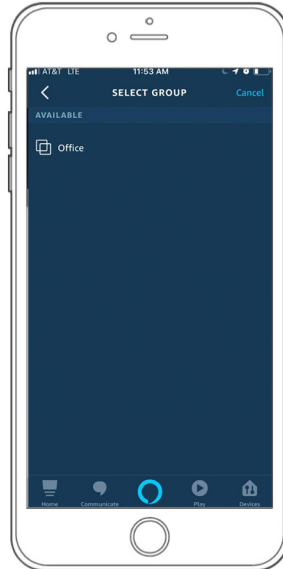 AT&T LTE 11:53 AM
SELECT GROUP Cancel
AVAILABLE
Office
Home Communicate Play Devices